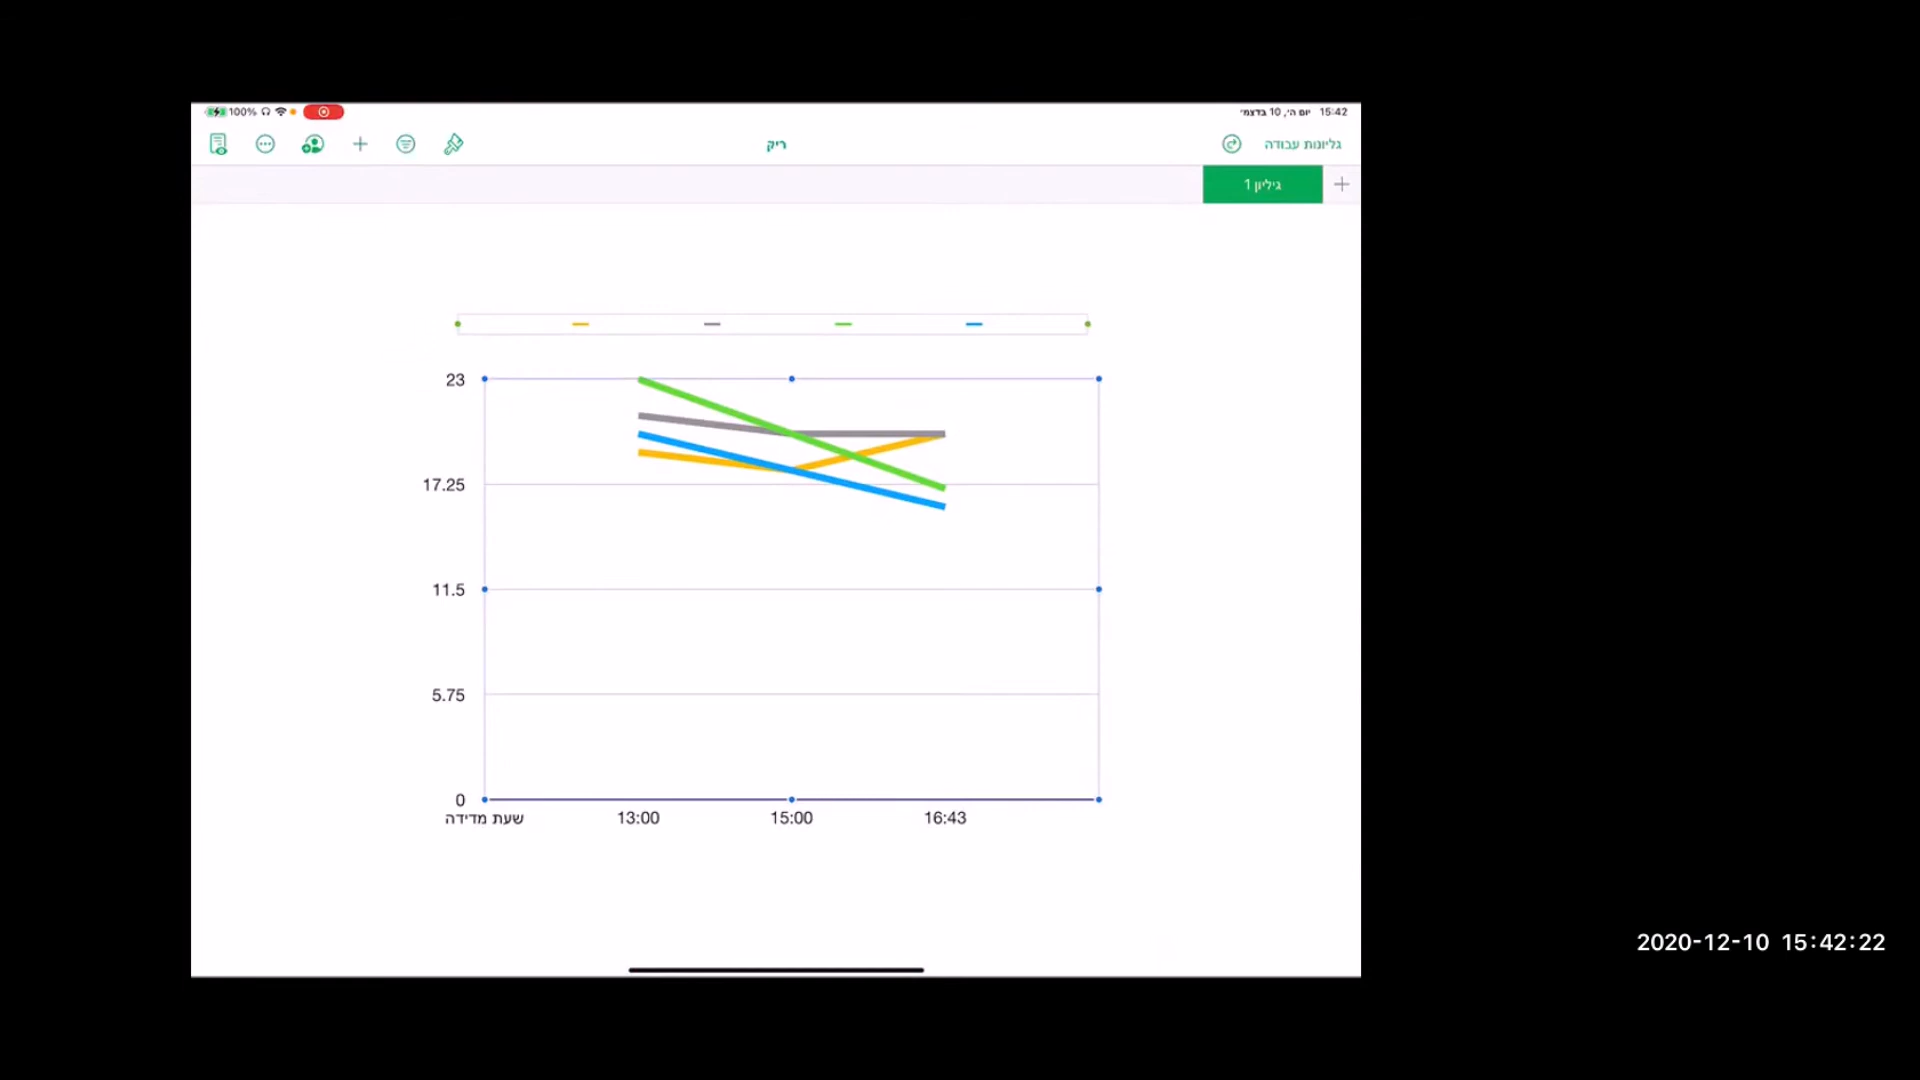 100%
15:42 יום ה׳, 10 בדצמ׳
גליונות עבודה
ריק
גיליון 1
23
17.25
11.5
5.75
0
שעת מדידה 13:00 15:00 16:43
2020-12-10 15:42:22